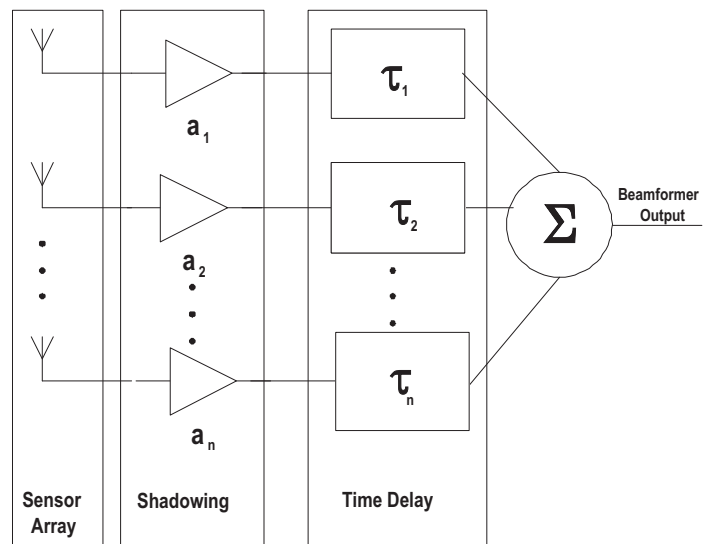 τ1
a1
Beamformer
Output
τ2
Σ
a2
τn
an
Sensor
Array
Shadowing
Time Delay